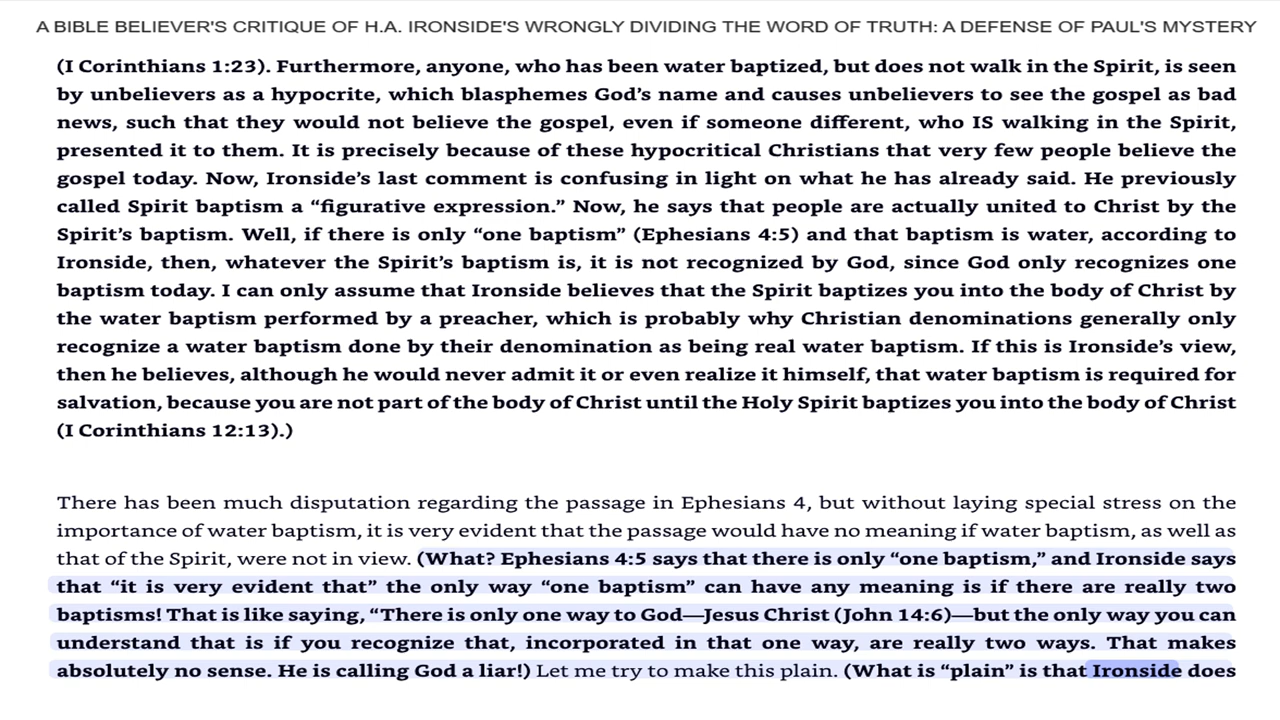 A BIBLE BELIEVER'S CRITIQUE OF H.A. IRONSIDE'S WRONGLY DIVIDING THE WORD OF TRUTH: A DEFENSE OF PAUL'S MYSTERY
(I Corinthians 1:23). Furthermore, anyone, who has been water baptized, but does not walk in the Spirit, is seen
by unbelievers as a hypocrite, which blasphemes God’s name and causes unbelievers to see the gospel as bad
news, such that they would not believe the gospel, even if someone different, who IS walking in the Spirit,
presented it to them. It is precisely because of these hypocritical Christians that very few people believe the
gospel today. Now, Ironside’s last comment is confusing in light on what he has already said. He previously
called Spirit baptism a “figurative expression.” Now, he says that people are actually united to Christ by the
Spirit’s baptism. Well, if there is only “one baptism” (Ephesians 4:5) and that baptism is water, according to
Ironside, then, whatever the Spirit’s baptism is, it is not recognized by God, since God only recognizes one
baptism today. I can only assume that Ironside believes that the Spirit baptizes you into the body of Christ by
the water baptism performed by a preacher, which is probably why Christian denominations generally only
recognize a water baptism done by their denomination as being real water baptism. If this is Ironside’s view,
then he believes, although he would never admit it or even realize it himself, that water baptism is required for
salvation, because you are not part of the body of Christ until the Holy Spirit baptizes you into the body of Christ
(I Corinthians 12:13).)
There has been much disputation regarding the passage in Ephesians 4, but without laying special stress on the
importance of water baptism, it is very evident that the passage would have no meaning if water baptism, as well as
that of the Spirit, were not in view. (What? Ephesians 4:5 says that there is only “one baptism,” and Ironside says
that “it is very evident that” the only way “one baptism” can have any meaning is if there are really two
baptisms! That is like saying, “There is only one way to God—Jesus Christ (John 14:6)—but the only way you can
understand that is if you recognize that, incorporated in that one way, are really two ways. That makes
absolutely no sense. He is calling God a liar!) Let me try to make this plain. (What is “plain” is that Ironside does